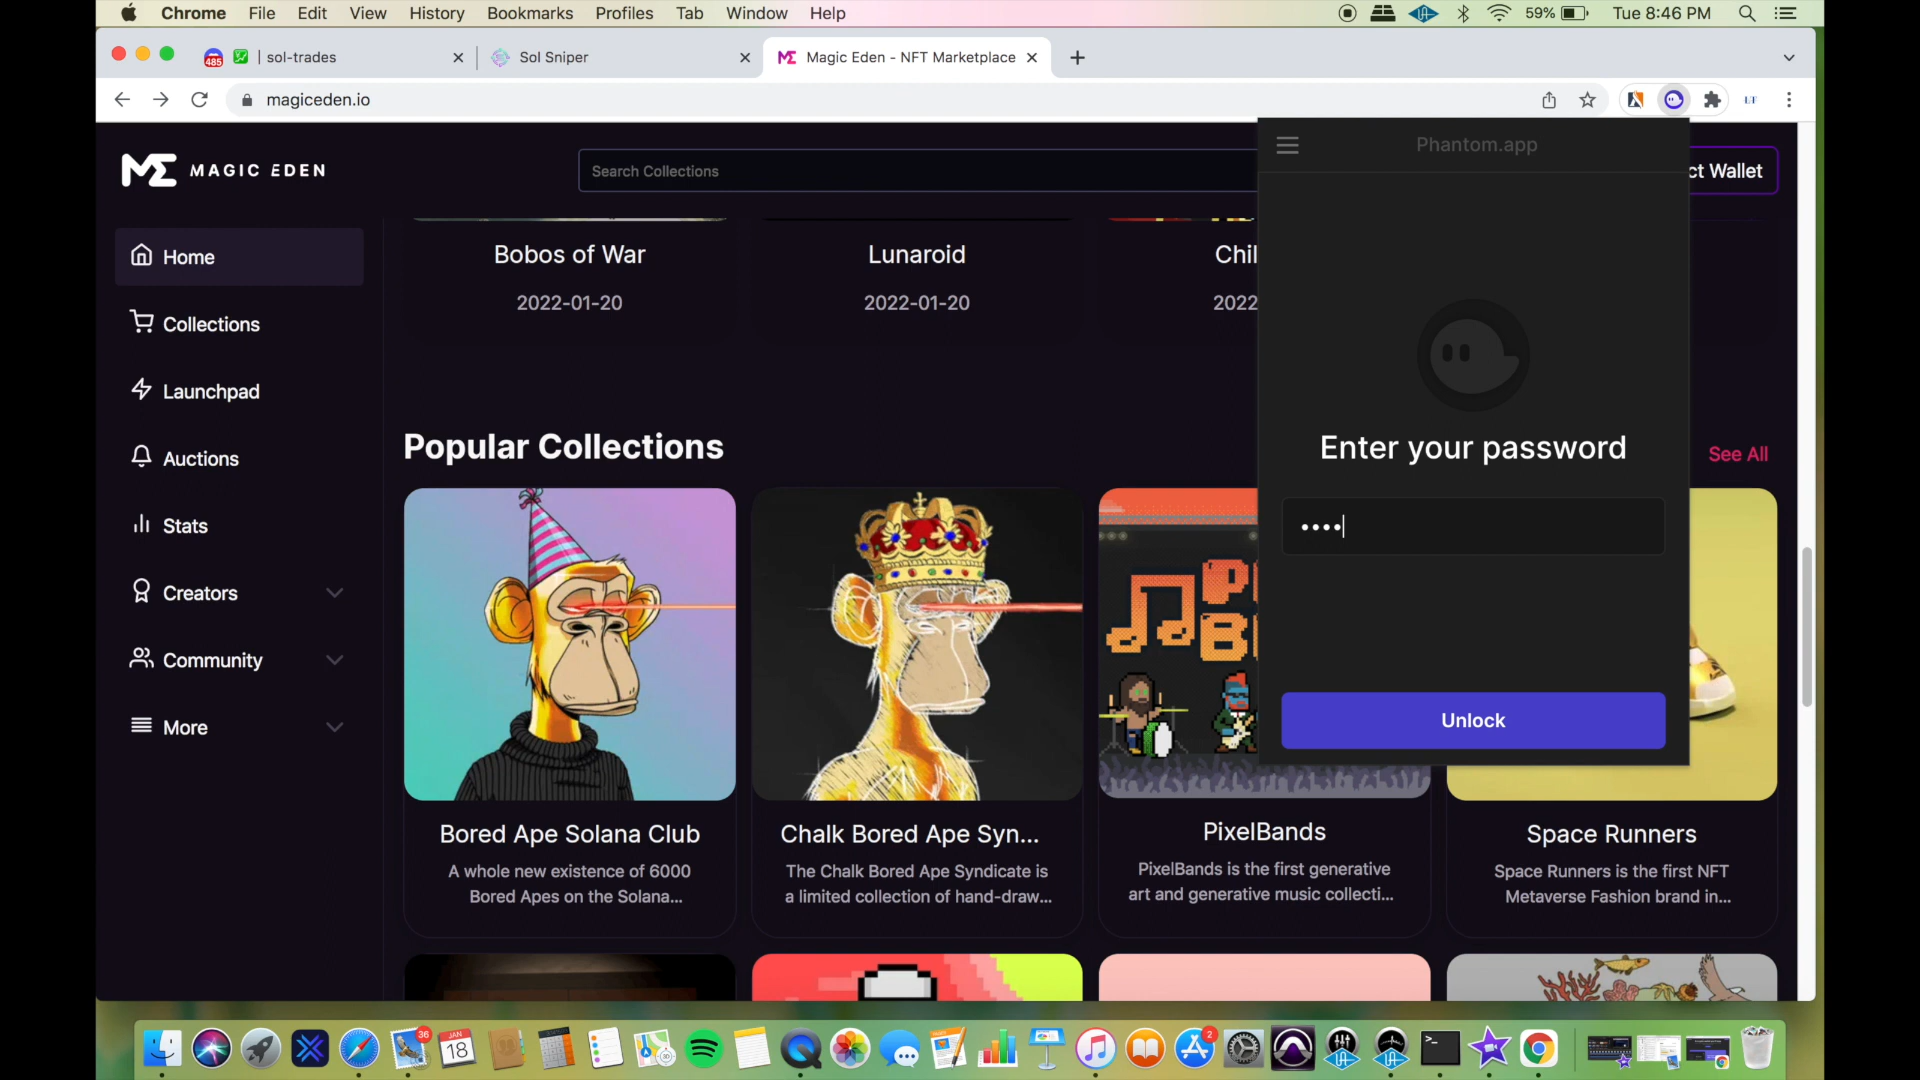 Chrome File Edit View History Bookmarks Profiles Tab Window Help 59% Tue 8:46 PM
485 | sol-trades
Sol Sniper
Magic Eden - NFT Marketplace
magiceden.io
MAGIC EDEN
Search Collections
Phantom.app
ct Wallet
Home
Collections
Launchpad
Auctions
Stats
Creators
Community
More
Bobos of War
2022-01-20
Lunaroid
2022-01-20
Chil
2022
Popular Collections
See All
Enter your password
••••
Unlock
Bored Ape Solana Club
A whole new existence of 6000
Bored Apes on the Solana...
Chalk Bored Ape Syn...
The Chalk Bored Ape Syndicate is
a limited collection of hand-draw...
PixelBands
PixelBands is the first generative
art and generative music collecti...
Space Runners
Space Runners is the first NFT
Metaverse Fashion brand in...
36
JAN
18
2